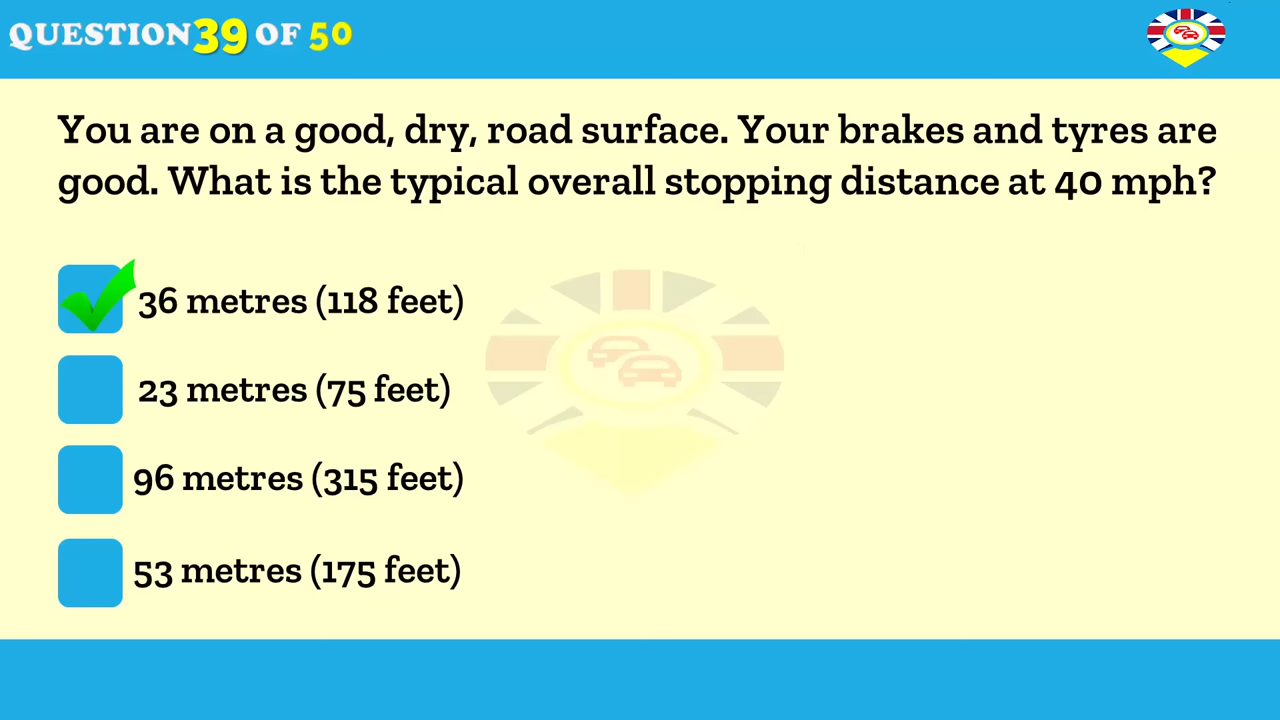 QUESTION 39 OF 50
You are on a good, dry, road surface. Your brakes and tyres are
good. What is the typical overall stopping distance at 40 mph?
36 metres (118 feet)
23 metres (75 feet)
96 metres (315 feet)
53 metres (175 feet)